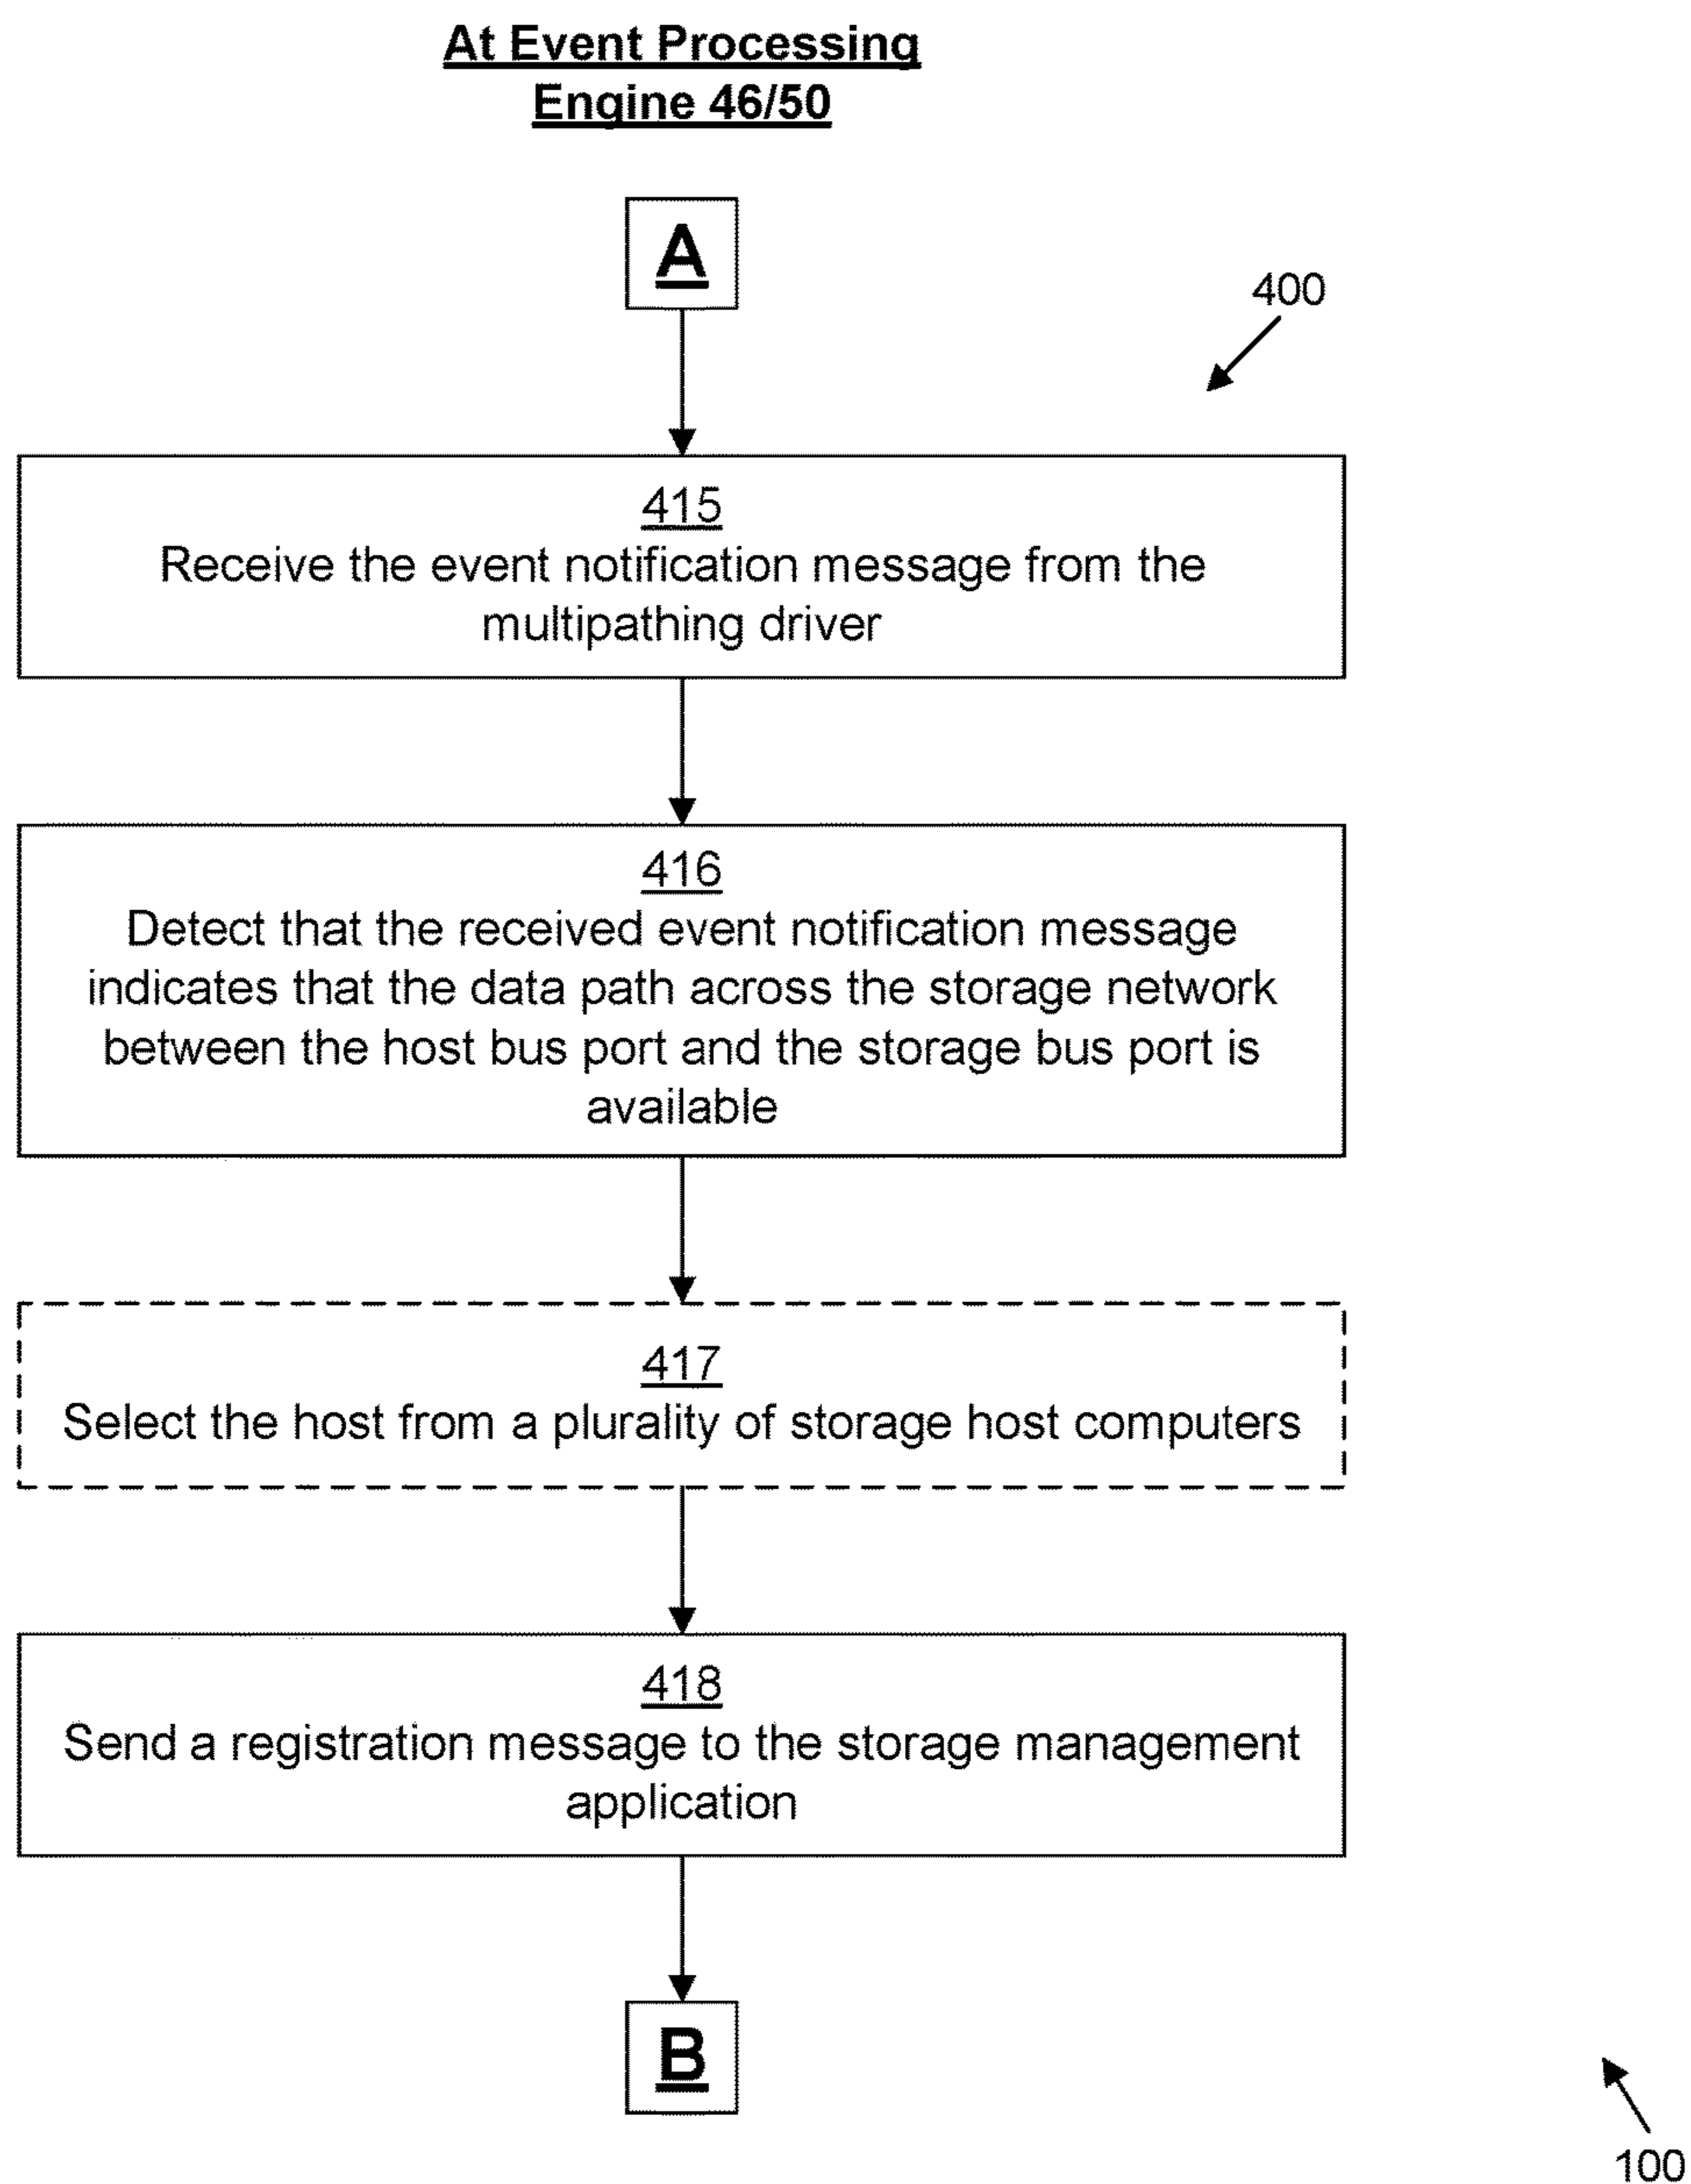 At Event Processing
Engine 46/50
A
400
415
Receive the event notification message from the
multipathing driver
416
Detect that the received event notification message
indicates that the data path across the storage network
between the host bus port and the storage bus port is
available
417
Select the host from a plurality of storage host computers
418
Send a registration message to the storage management
application
B
100